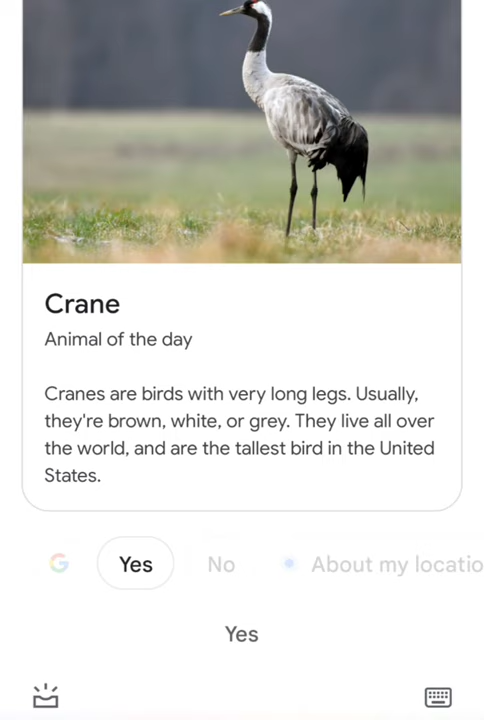 Crane
Animal of the day
Cranes are birds with very long legs. Usually,
they're brown, white, or grey. They live all over
the world, and are the tallest bird in the United
States.
Yes No About my locatio
Yes